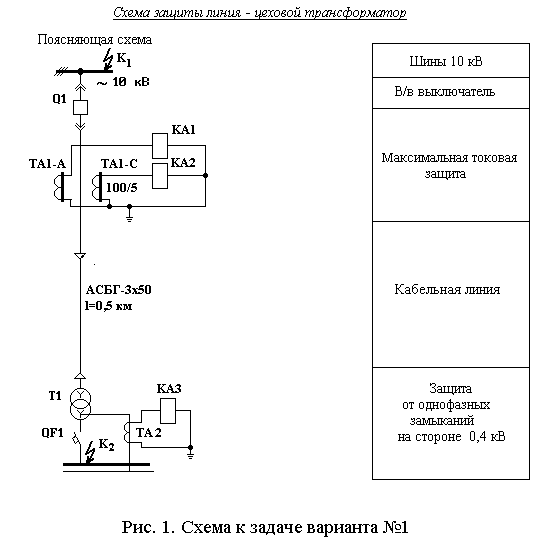 Схема защиты линия - цеховой трансформатор
Поясняющая схема
K1
~ 10 кВ
Q1
KA1
TA1-A
TA1-C
KA2
100/5
АСБГ-3х50
l=0,5 км
T1
KA3
QF1
TA2
K2
Шины 10 кВ
В/в выключатель
Максимальная токовая
защита
Кабельная линия
Защита
от однофазных
замыканий
на стороне 0,4 кВ
Рис. 1. Схема к задаче варианта №1